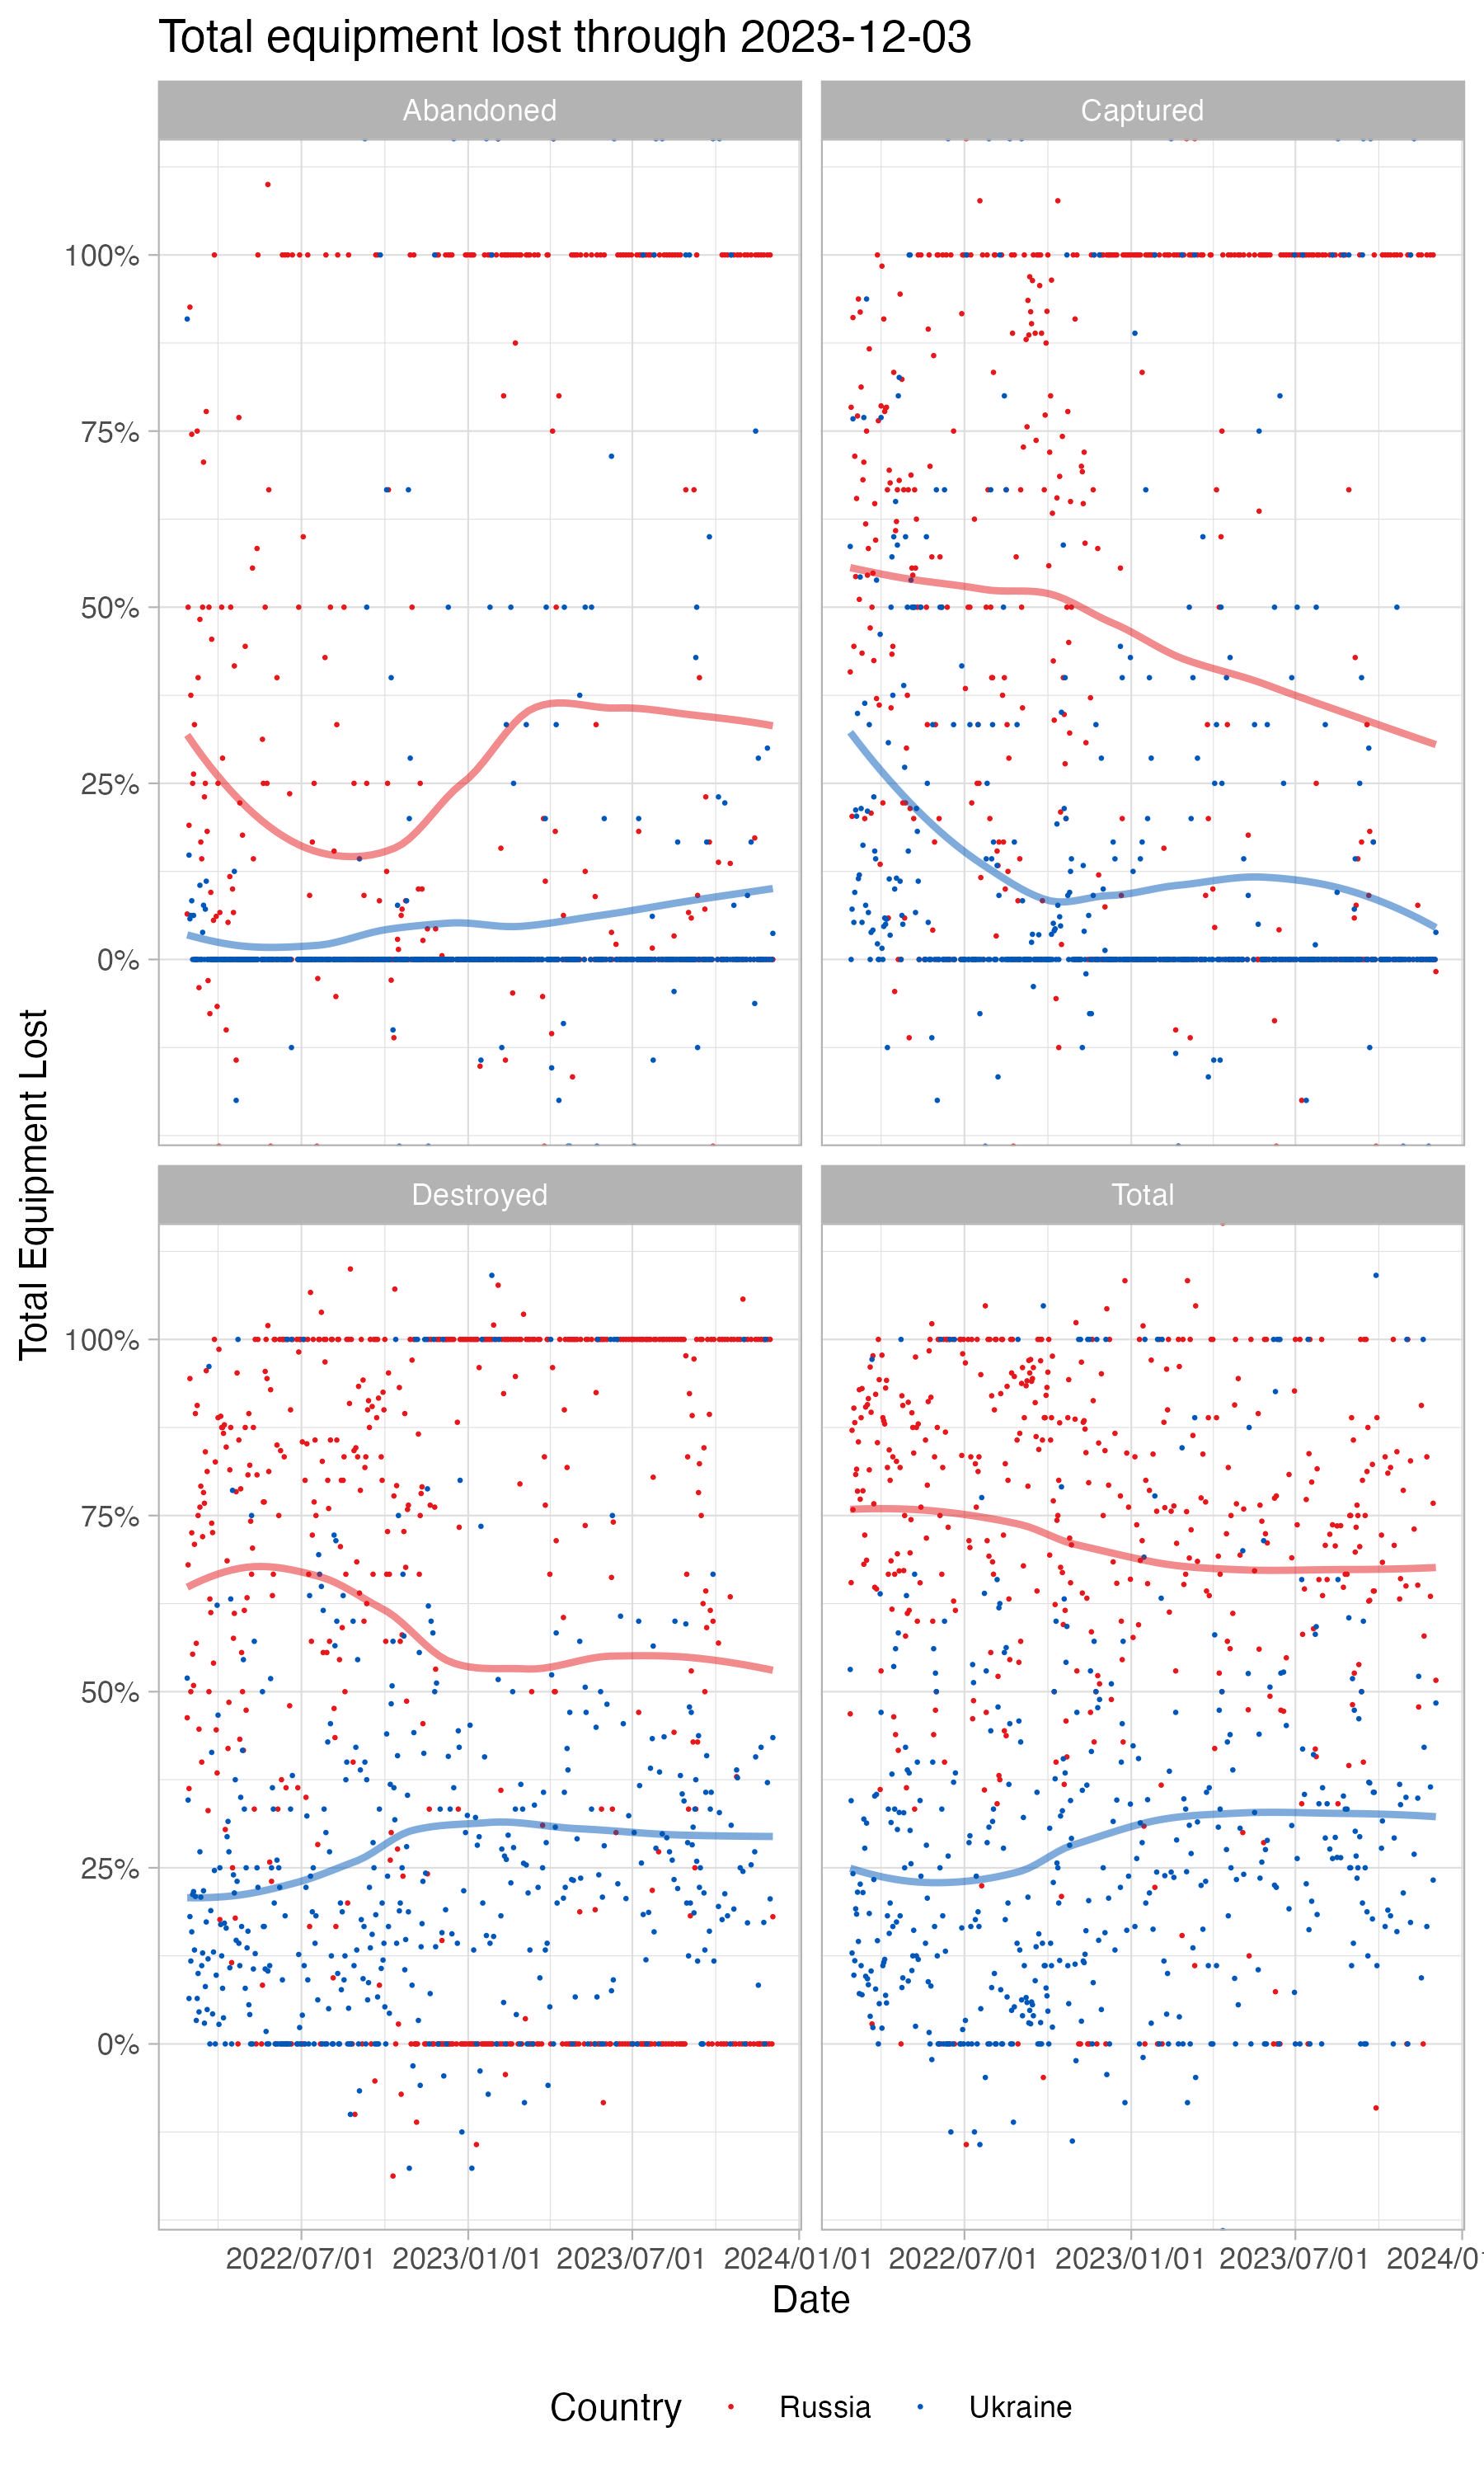 Total equipment lost through 2023-12-03
Abandoned
Captured
100%
75%
50%
25%
0%
Total Equipment Lost
Destroyed
Total
100%
75%
50%
25%
0%
2022/07/01 2023/01/01 2023/07/01 2024/01/01 2022/07/01 2023/01/01 2023/07/01 2024/0
Date
Country Russia Ukraine